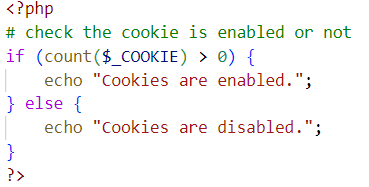 <?php
# check the cookie is enabled or not
if (count($_COOKIE) > 0) {
    echo "Cookies are enabled.";
} else {
    echo "Cookies are disabled.";
}
?>